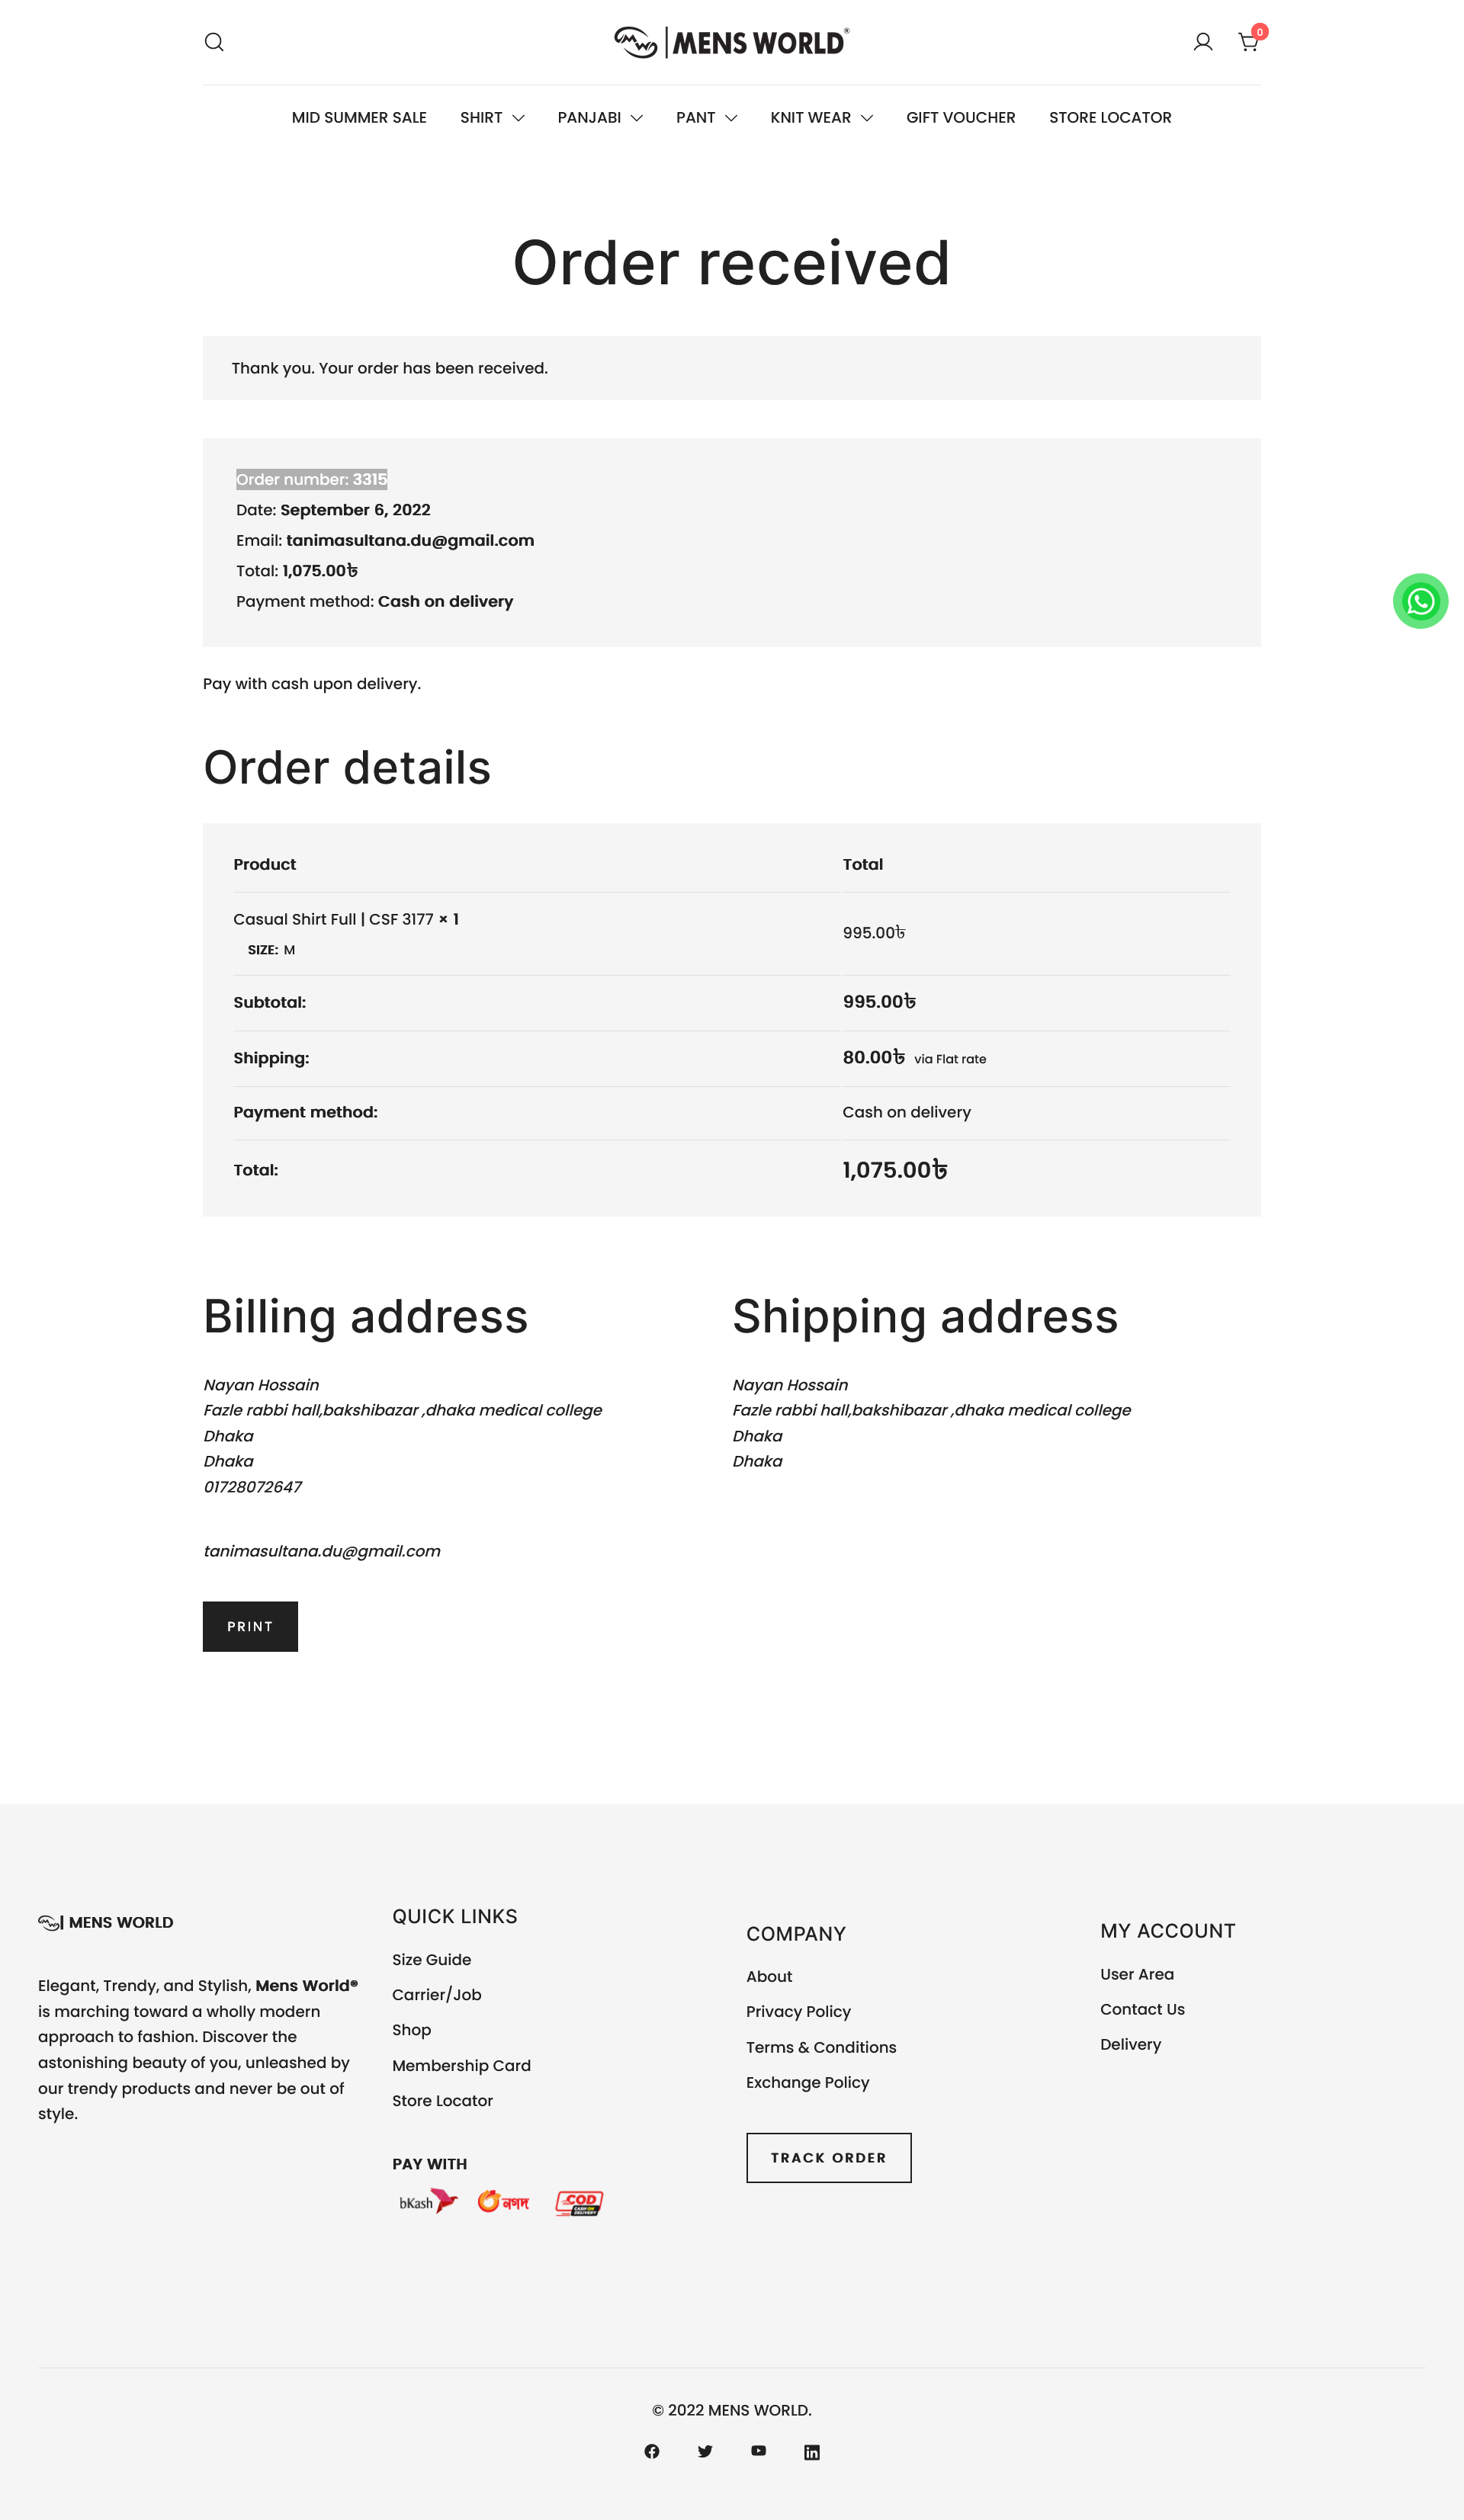 MENS WORLD®
0
MID SUMMER SALE SHIRT PANJABI PANT KNIT WEAR GIFT VOUCHER STORE LOCATOR
Order received
Thank you. Your order has been received.
Order number: 3315
Date: September 6, 2022
Email: tanimasultana.du@gmail.com
Total: 1,075.00৳
Payment method: Cash on delivery
Pay with cash upon delivery.
Order details
Product Total
Casual Shirt Full | CSF 3177 × 1
995.00৳
SIZE: M
Subtotal: 995.00৳
Shipping: 80.00৳ via Flat rate
Payment method: Cash on delivery
Total: 1,075.00৳
Billing address
Nayan Hossain
Fazle rabbi hall,bakshibazar ,dhaka medical college
Dhaka
Dhaka
01728072647
tanimasultana.du@gmail.com
Shipping address
Nayan Hossain
Fazle rabbi hall,bakshibazar ,dhaka medical college
Dhaka
Dhaka
PRINT
| MENS WORLD
Elegant, Trendy, and Stylish, Mens World®
is marching toward a wholly modern
approach to fashion. Discover the
astonishing beauty of you, unleashed by
our trendy products and never be out of
style.
QUICK LINKS
Size Guide
Carrier/Job
Shop
Membership Card
Store Locator
PAY WITH
bKash নগদ COD
CASH ON
DELIVERY
COMPANY
About
Privacy Policy
Terms & Conditions
Exchange Policy
TRACK ORDER
MY ACCOUNT
User Area
Contact Us
Delivery
© 2022 MENS WORLD.